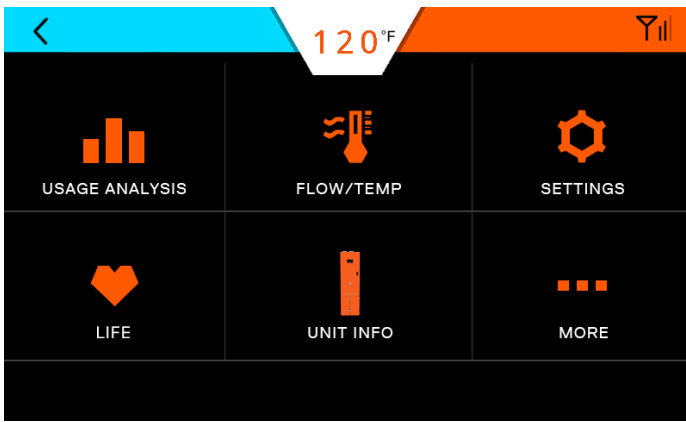 120°F
USAGE ANALYSIS
FLOW/TEMP
SETTINGS
LIFE
UNIT INFO
MORE